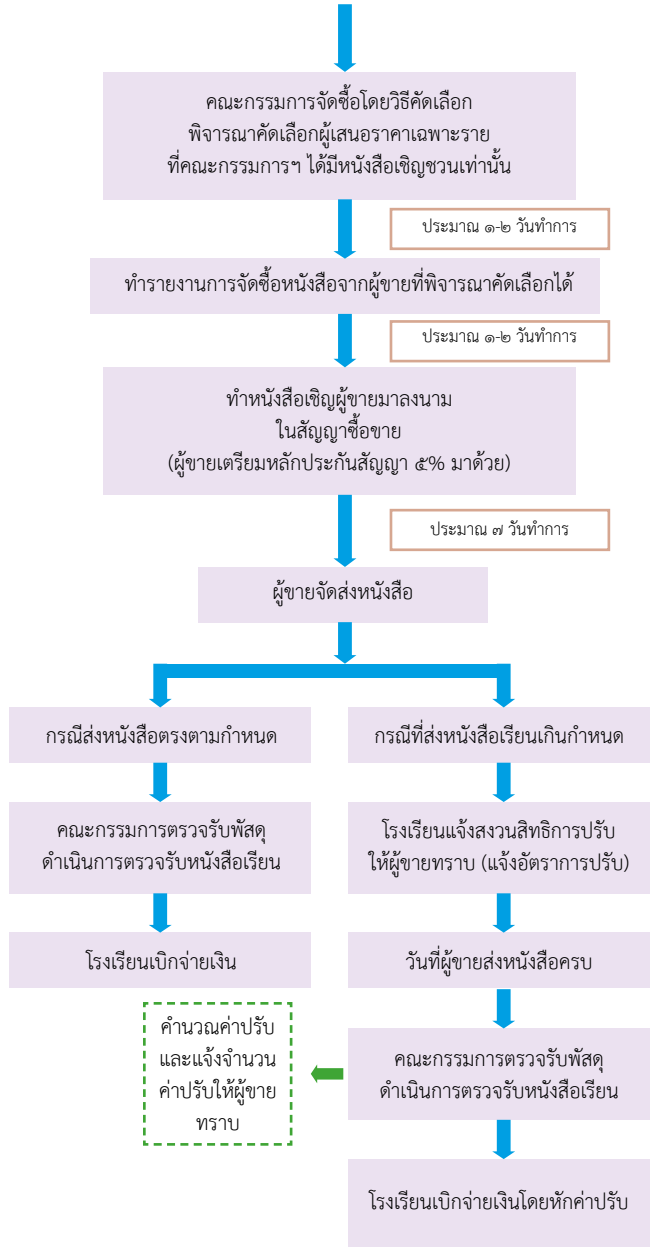 คณะกรรมการจัดซื้อโดยวิธีคัดเลือก
พิจารณาคัดเลือกผู้เสนอราคาเฉพาะราย
ที่คณะกรรมการฯ ได้มีหนังสือเชิญชวนเท่านั้น
ประมาณ ๑-๒ วันทำการ
ทำรายงานการจัดซื้อหนังสือจากผู้ขายที่พิจารณาคัดเลือกได้
ประมาณ ๑-๒ วันทำการ
ทำหนังสือเชิญผู้ขายมาลงนาม
ในสัญญาซื้อขาย
(ผู้ขายเตรียมหลักประกันสัญญา ๕% มาด้วย)
ประมาณ ๗ วันทำการ
ผู้ขายจัดส่งหนังสือ
กรณีส่งหนังสือตรงตามกำหนด
คณะกรรมการตรวจรับพัสดุ
ดำเนินการตรวจรับหนังสือเรียน
โรงเรียนเบิกจ่ายเงิน
กรณีที่ส่งหนังสือเรียนเกินกำหนด
โรงเรียนแจ้งสงวนสิทธิการปรับ
ให้ผู้ขายทราบ (แจ้งอัตราการปรับ)
วันที่ผู้ขายส่งหนังสือครบ
คณะกรรมการตรวจรับพัสดุ
ดำเนินการตรวจรับหนังสือเรียน
คำนวณค่าปรับ
และแจ้งจำนวน
ค่าปรับให้ผู้ขาย
ทราบ
โรงเรียนเบิกจ่ายเงินโดยหักค่าปรับ